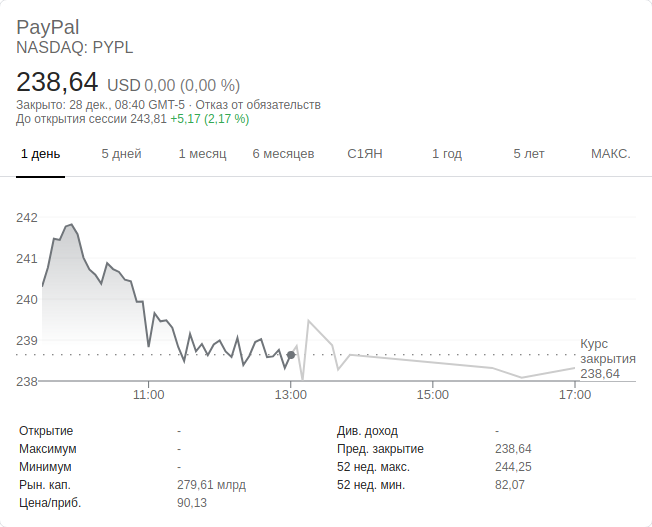 PayPal
NASDAQ: PYPL
238,64 USD 0,00 (0,00 %)
Закрыто: 28 дек., 08:40 GMT-5 · Отказ от обязательств
До открытия сессии 243,81 +5,17 (2,17 %)
1 день 5 дней 1 месяц 6 месяцев С1ЯН 1 год 5 лет МАКС.
242
241
240
239
238
Курс
закрытия
238,64
11:00 13:00 15:00 17:00
Открытие - Див. доход -
Максимум - Пред. закрытие 238,64
Минимум - 52 нед. макс. 244,25
Рын. кап. 279,61 млрд 52 нед. мин. 82,07
Цена/приб. 90,13